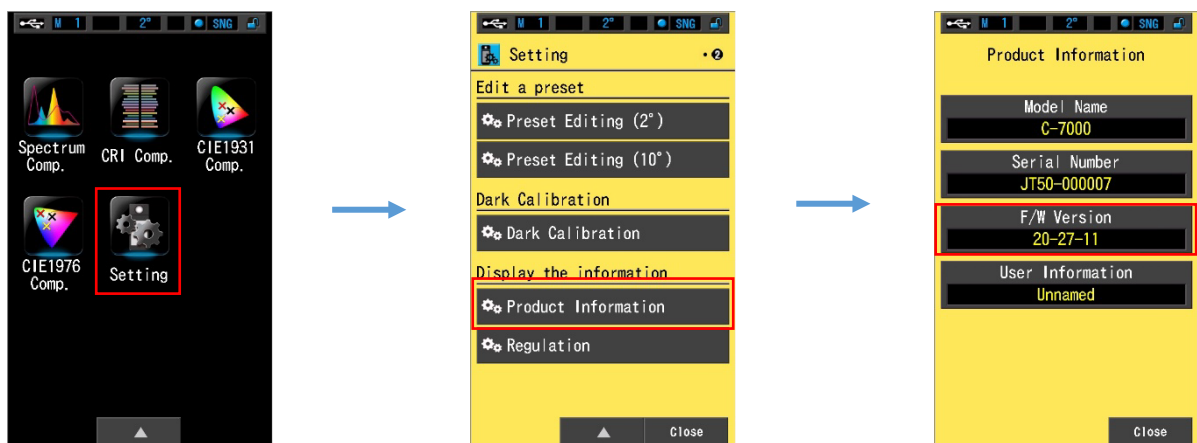 M 1 2° SNG
Spectrum
Comp.
CRI Comp.
CIE1931
Comp.
CIE1976
Comp.
Setting
M 1 2° SNG
Setting ·❷
Edit a preset
Preset Editing (2°)
Preset Editing (10°)
Dark Calibration
Dark Calibration
Display the information
Product Information
Regulation
Close
M 1 2° SNG
Product Information
Model Name
C-7000
Serial Number
JT50-000007
F/W Version
20-27-11
User Information
Unnamed
Close